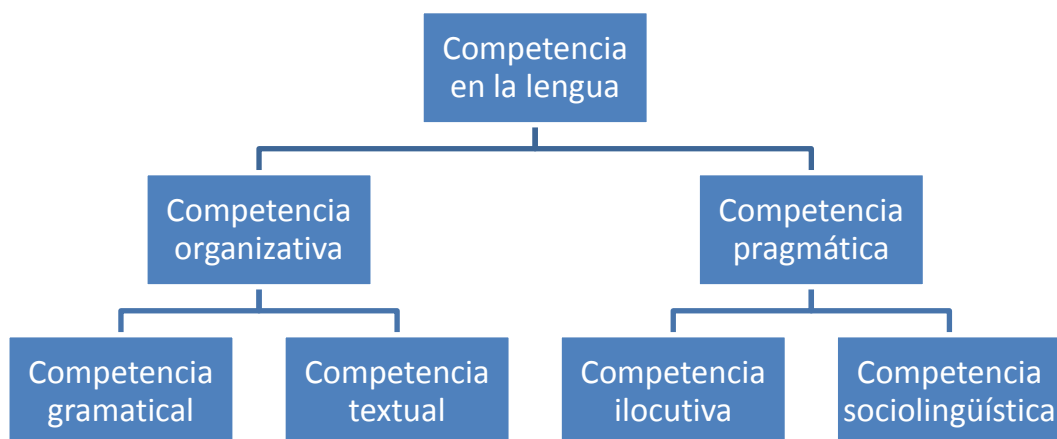 Competencia
en la lengua
Competencia
organizativa
Competencia
pragmática
Competencia
gramatical
Competencia
textual
Competencia
ilocutiva
Competencia
sociolingüística